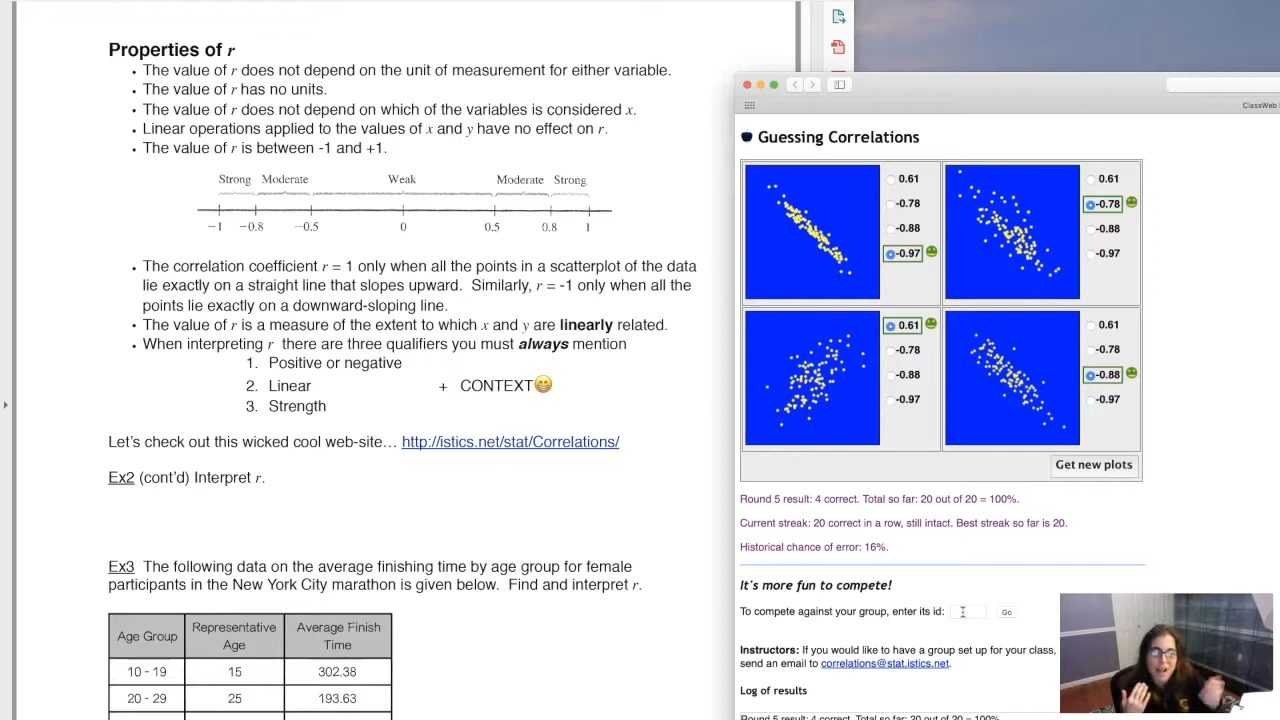 Properties of r
• The value of r does not depend on the unit of measurement for either variable.
• The value of r has no units.
• The value of r does not depend on which of the variables is considered x.
• Linear operations applied to the values of x and y have no effect on r.
• The value of r is between -1 and +1.
Strong Moderate Weak Moderate Strong
−1 −0.8 −0.5 0 0.5 0.8 1
• The correlation coefficient r = 1 only when all the points in a scatterplot of the data
lie exactly on a straight line that slopes upward. Similarly, r = -1 only when all the
points lie exactly on a downward-sloping line.
• The value of r is a measure of the extent to which x and y are linearly related.
• When interpreting r there are three qualifiers you must always mention
1. Positive or negative
2. Linear + CONTEXT😁
3. Strength
Let's check out this wicked cool web-site… http://istics.net/stat/Correlations/
Ex2 (cont'd) Interpret r.
Ex3 The following data on the average finishing time by age group for female
participants in the New York City marathon is given below. Find and interpret r.
Age Group Representative Age Average Finish Time
10 - 19 15 302.38
20 - 29 25 193.63
ClassWeb
Guessing Correlations
0.61
-0.78
-0.88
-0.97
0.61
-0.78
-0.88
-0.97
0.61
-0.78
-0.88
-0.97
0.61
-0.78
-0.88
-0.97
Get new plots
Round 5 result: 4 correct. Total so far: 20 out of 20 = 100%.
Current streak: 20 correct in a row, still intact. Best streak so far is 20.
Historical chance of error: 16%.
It's more fun to compete!
To compete against your group, enter its id: Go
Instructors: If you would like to have a group set up for your class,
send an email to correlations@stat.istics.net.
Log of results
Round 5 result: 4 correct. Total so far: 20 out of 20 = 100%.